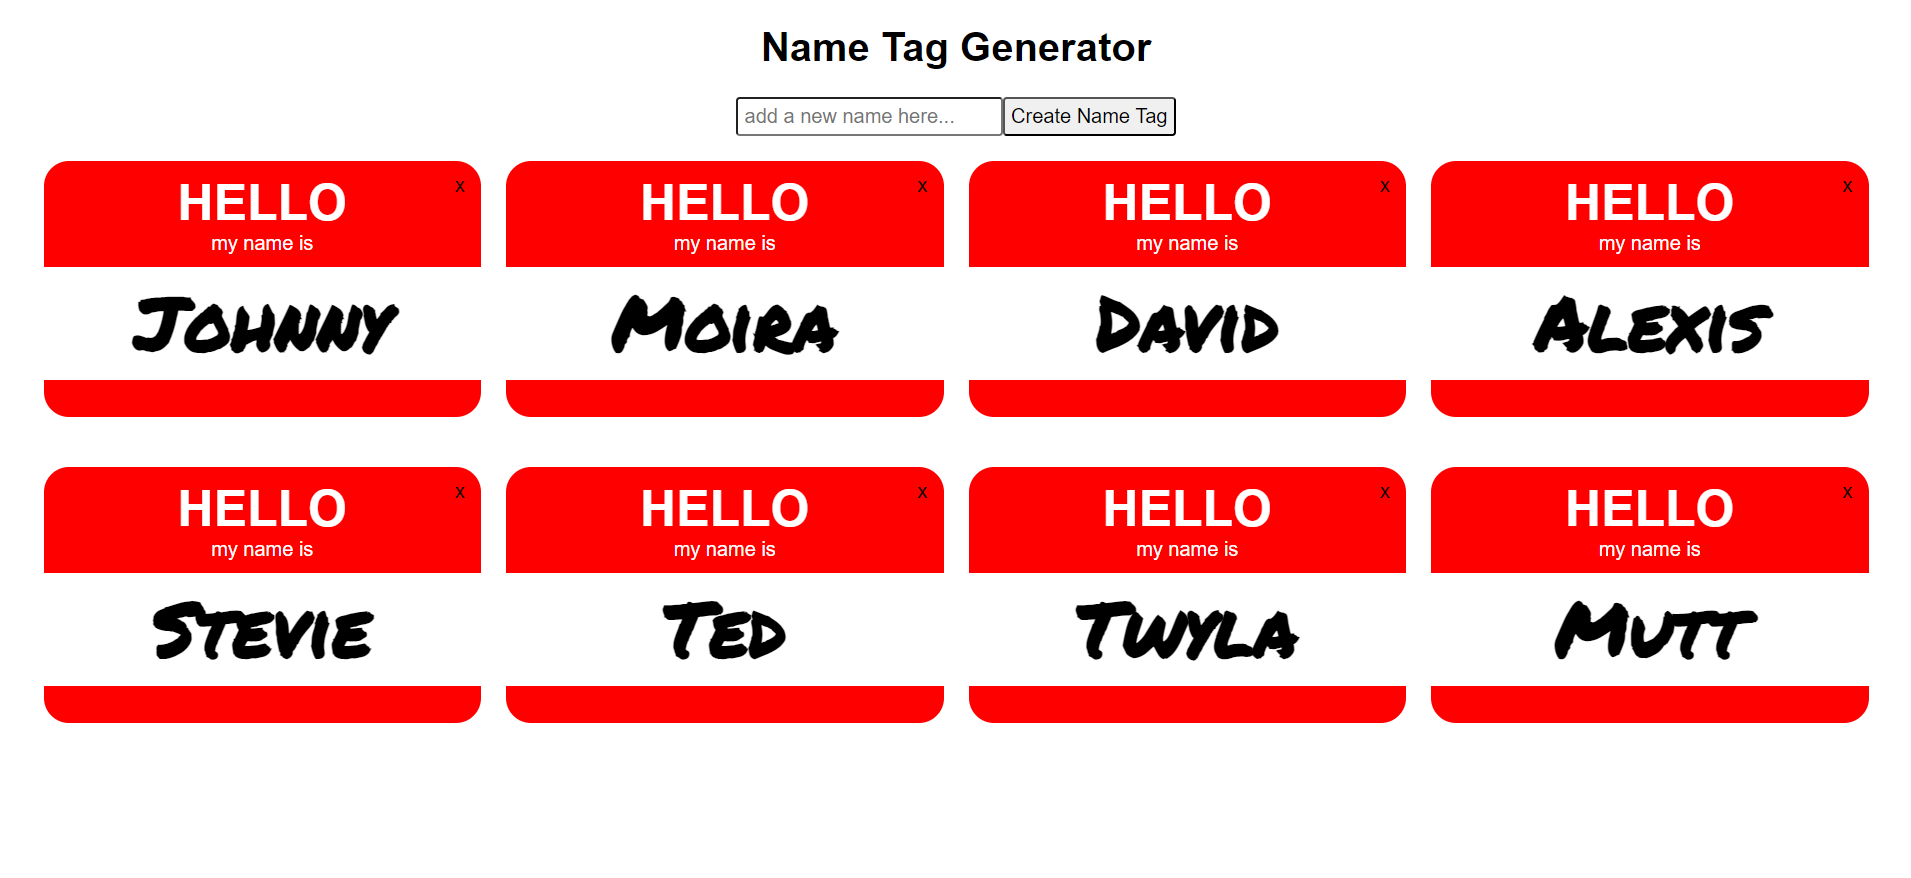 Name Tag Generator
add a new name here... Create Name Tag
HELLO x HELLO x HELLO x HELLO x
my name is my name is my name is my name is
Johnny Moira David Alexis
HELLO x HELLO x HELLO x HELLO x
my name is my name is my name is my name is
Stevie Ted Twyla Mutt